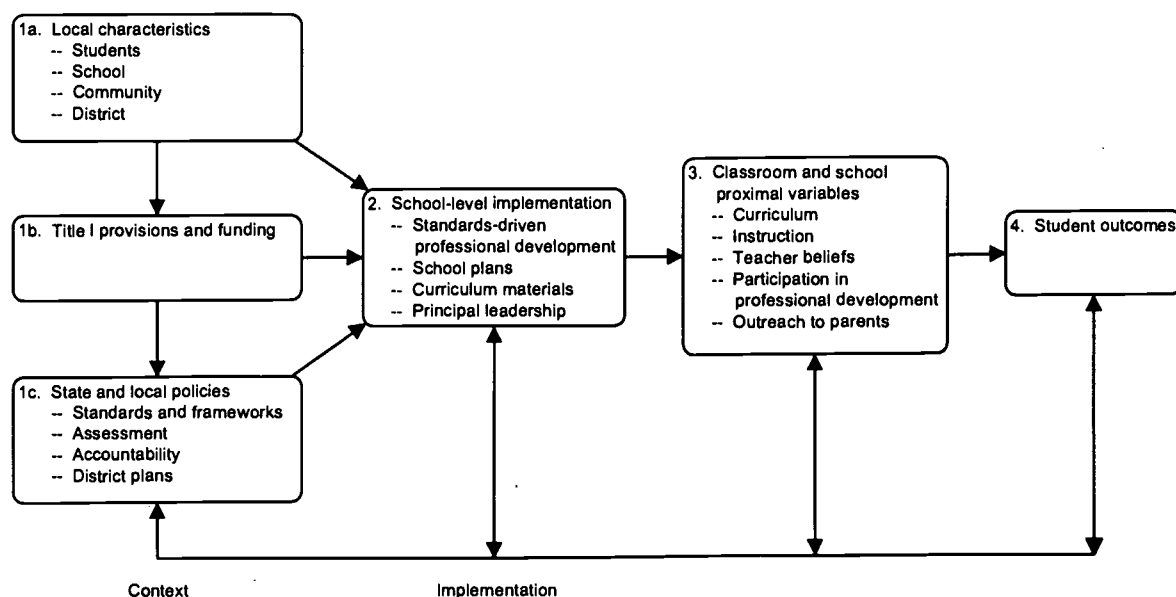 1a. Local characteristics
-- Students
-- School
-- Community
-- District
1b. Title I provisions and funding
1c. State and local policies
-- Standards and frameworks
-- Assessment
-- Accountability
-- District plans
2. School-level implementation
-- Standards-driven
professional development
-- School plans
-- Curriculum materials
-- Principal leadership
3. Classroom and school
proximal variables
-- Curriculum
-- Instruction
-- Teacher beliefs
-- Participation in
professional development
-- Outreach to parents
4. Student outcomes
Context
Implementation